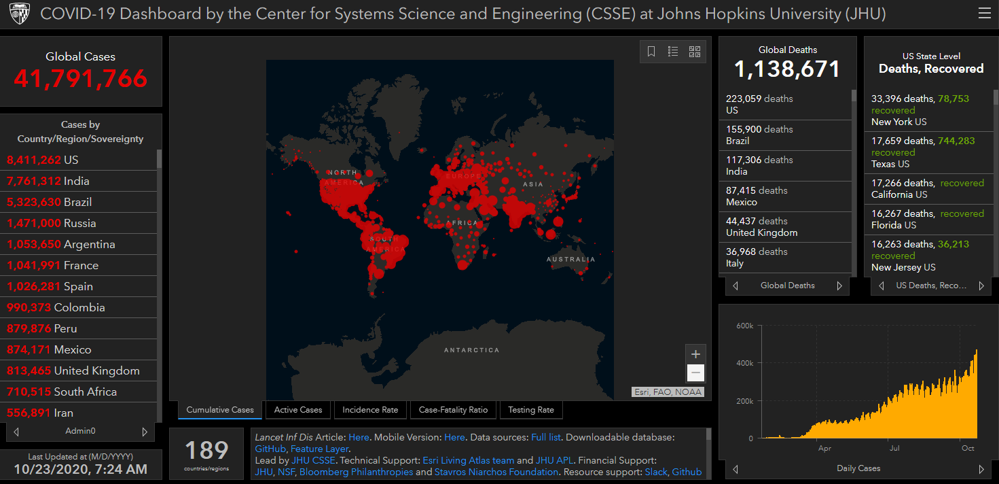 COVID-19 Dashboard by the Center for Systems Science and Engineering (CSSE) at Johns Hopkins University (JHU)
Global Cases
41,791,766
Cases by
Country/Region/Sovereignty
8,411,262 US
7,761,312 India
5,323,630 Brazil
1,471,000 Russia
1,053,650 Argentina
1,041,991 France
1,026,281 Spain
990,373 Colombia
879,876 Peru
874,171 Mexico
813,465 United Kingdom
710,515 South Africa
556,891 Iran
Admin0
Last Updated at (M/D/YYYY)
10/23/2020, 7:24 AM
NORTH
AMERICA
EUROPE
ASIA
AFRICA
SOUTH
AMERICA
AUSTRALIA
ANTARCTICA
Esri, FAO, NOAA
Cumulative Cases
Active Cases
Incidence Rate
Case-Fatality Ratio
Testing Rate
189
countries/regions
Lancet Inf Dis Article: Here. Mobile Version: Here. Data sources: Full list. Downloadable database:
GitHub, Feature Layer.
Lead by JHU CSSE. Technical Support: Esri Living Atlas team and JHU APL. Financial Support:
JHU, NSF, Bloomberg Philanthropies and Stavros Niarchos Foundation. Resource support: Slack, Github
Global Deaths
1,138,671
223,059 deaths
US
155,900 deaths
Brazil
117,306 deaths
India
87,415 deaths
Mexico
44,437 deaths
United Kingdom
36,968 deaths
Italy
Global Deaths
US State Level
Deaths, Recovered
33,396 deaths, 78,753
recovered
New York US
17,659 deaths, 744,283
recovered
Texas US
17,266 deaths, recovered
California US
16,267 deaths, recovered
Florida US
16,263 deaths, 36,213
recovered
New Jersey US
US Deaths, Reco...
600k
400k
200k
0
Apr
Jul
Oct
Daily Cases